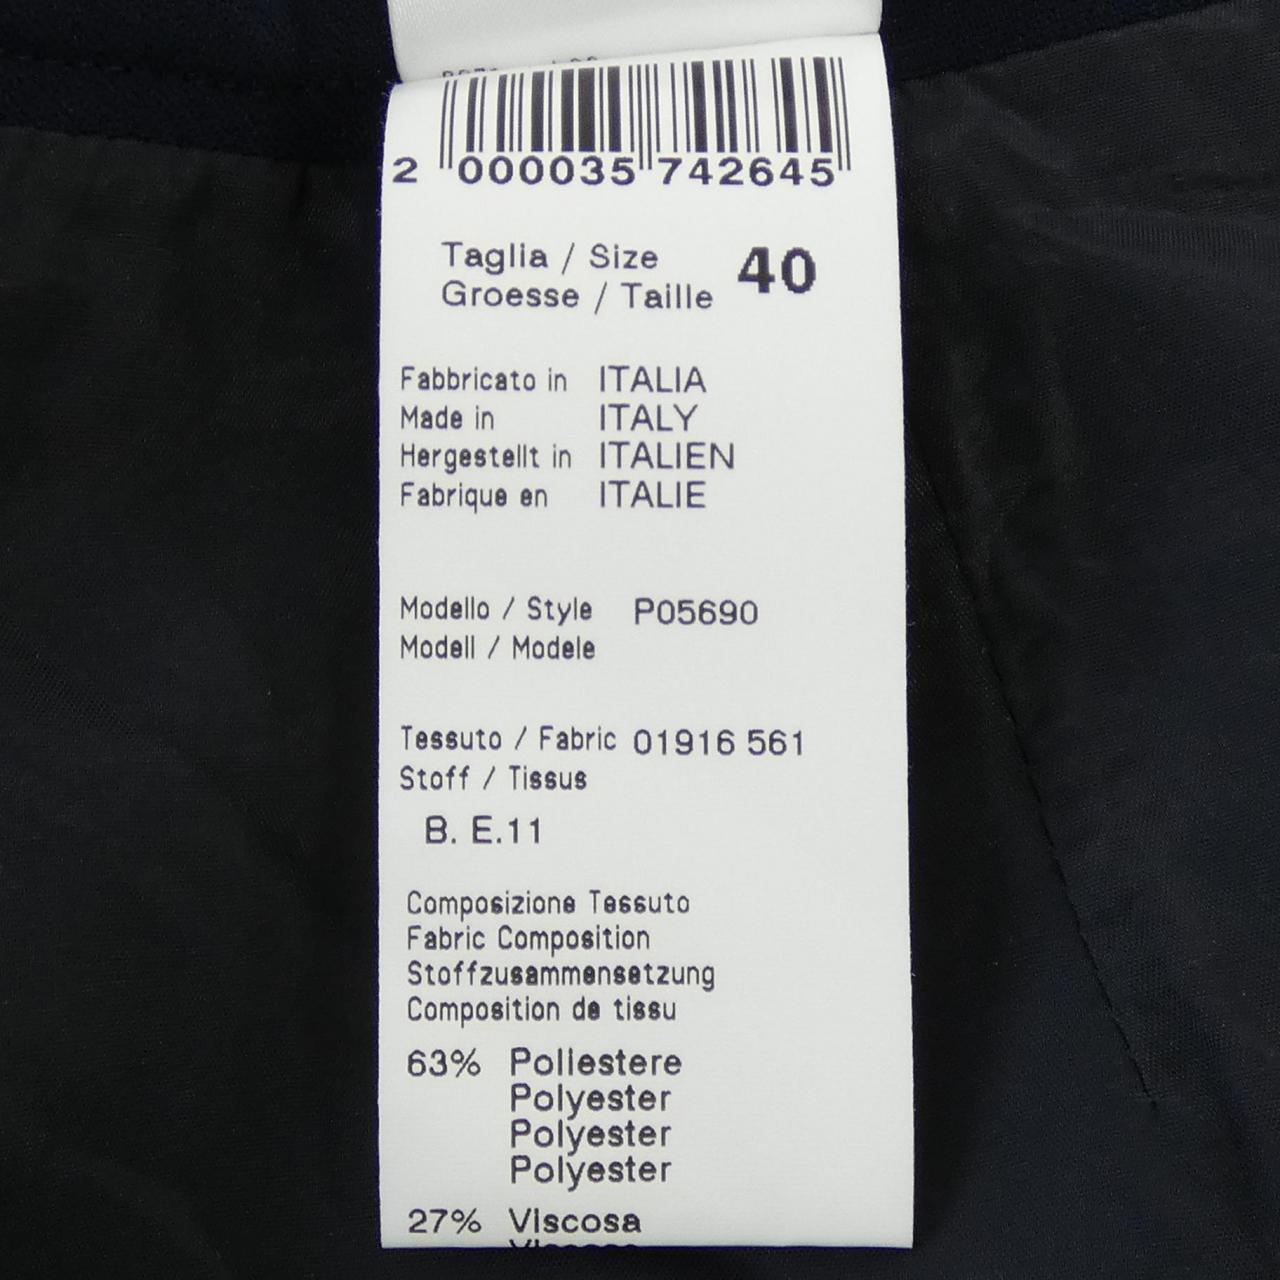 2 000035 742645
Taglia / Size 40
Groesse / Taille
Fabbricato in ITALIA
Made in ITALY
Hergestellt in ITALIEN
Fabrique en ITALIE
Modello / Style P05690
Modell / Modele
Tessuto / Fabric 01916 561
Stoff / Tissus
B. E.11
Composizione Tessuto
Fabric Composition
Stoffzusammensetzung
Composition de tissu
63% Poliestere
Polyester
Polyester
Polyester
27% Viscosa